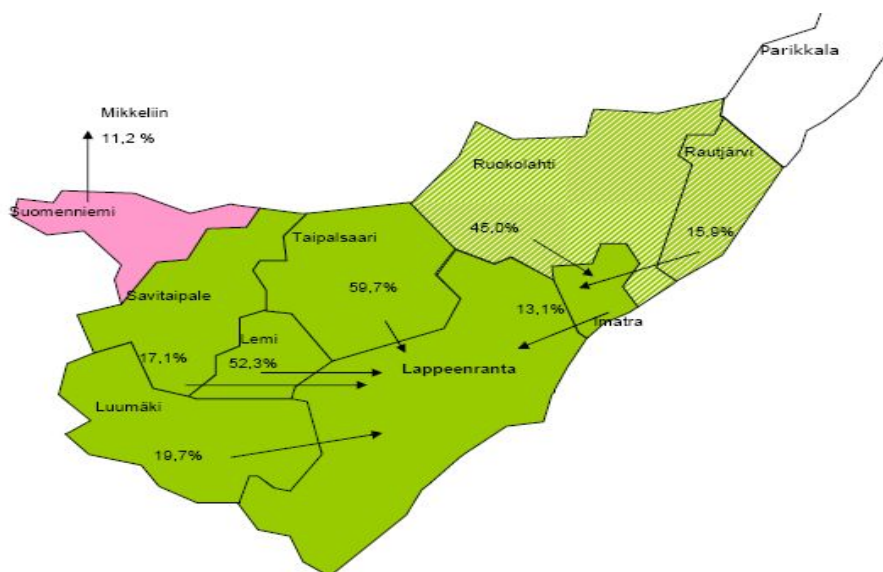 Parikkala
Mikkeliin
11,2 %
Rautjärvi
Ruokolahti
Suomenniemi
45,0%
15,9%
Taipalsaari
59,7%
Savitaipale
13,1%
Imatra
Lemi
17,1%
52,3%
Lappeenranta
Luumäki
19,7%